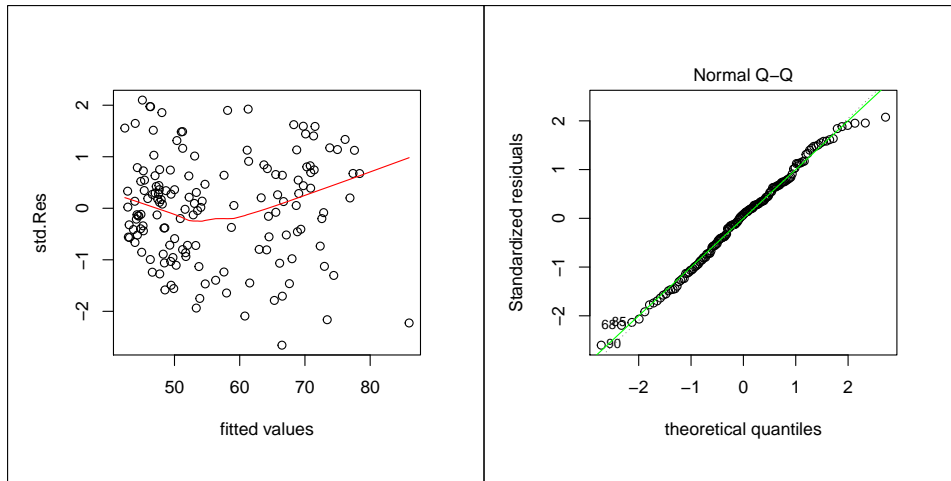 std.Res
2
1
0
−1
−2
50 60 70 80
fitted values
Normal Q−Q
Standardized residuals
2
1
0
−1
−2
68 85
90
−2 −1 0 1 2
theoretical quantiles